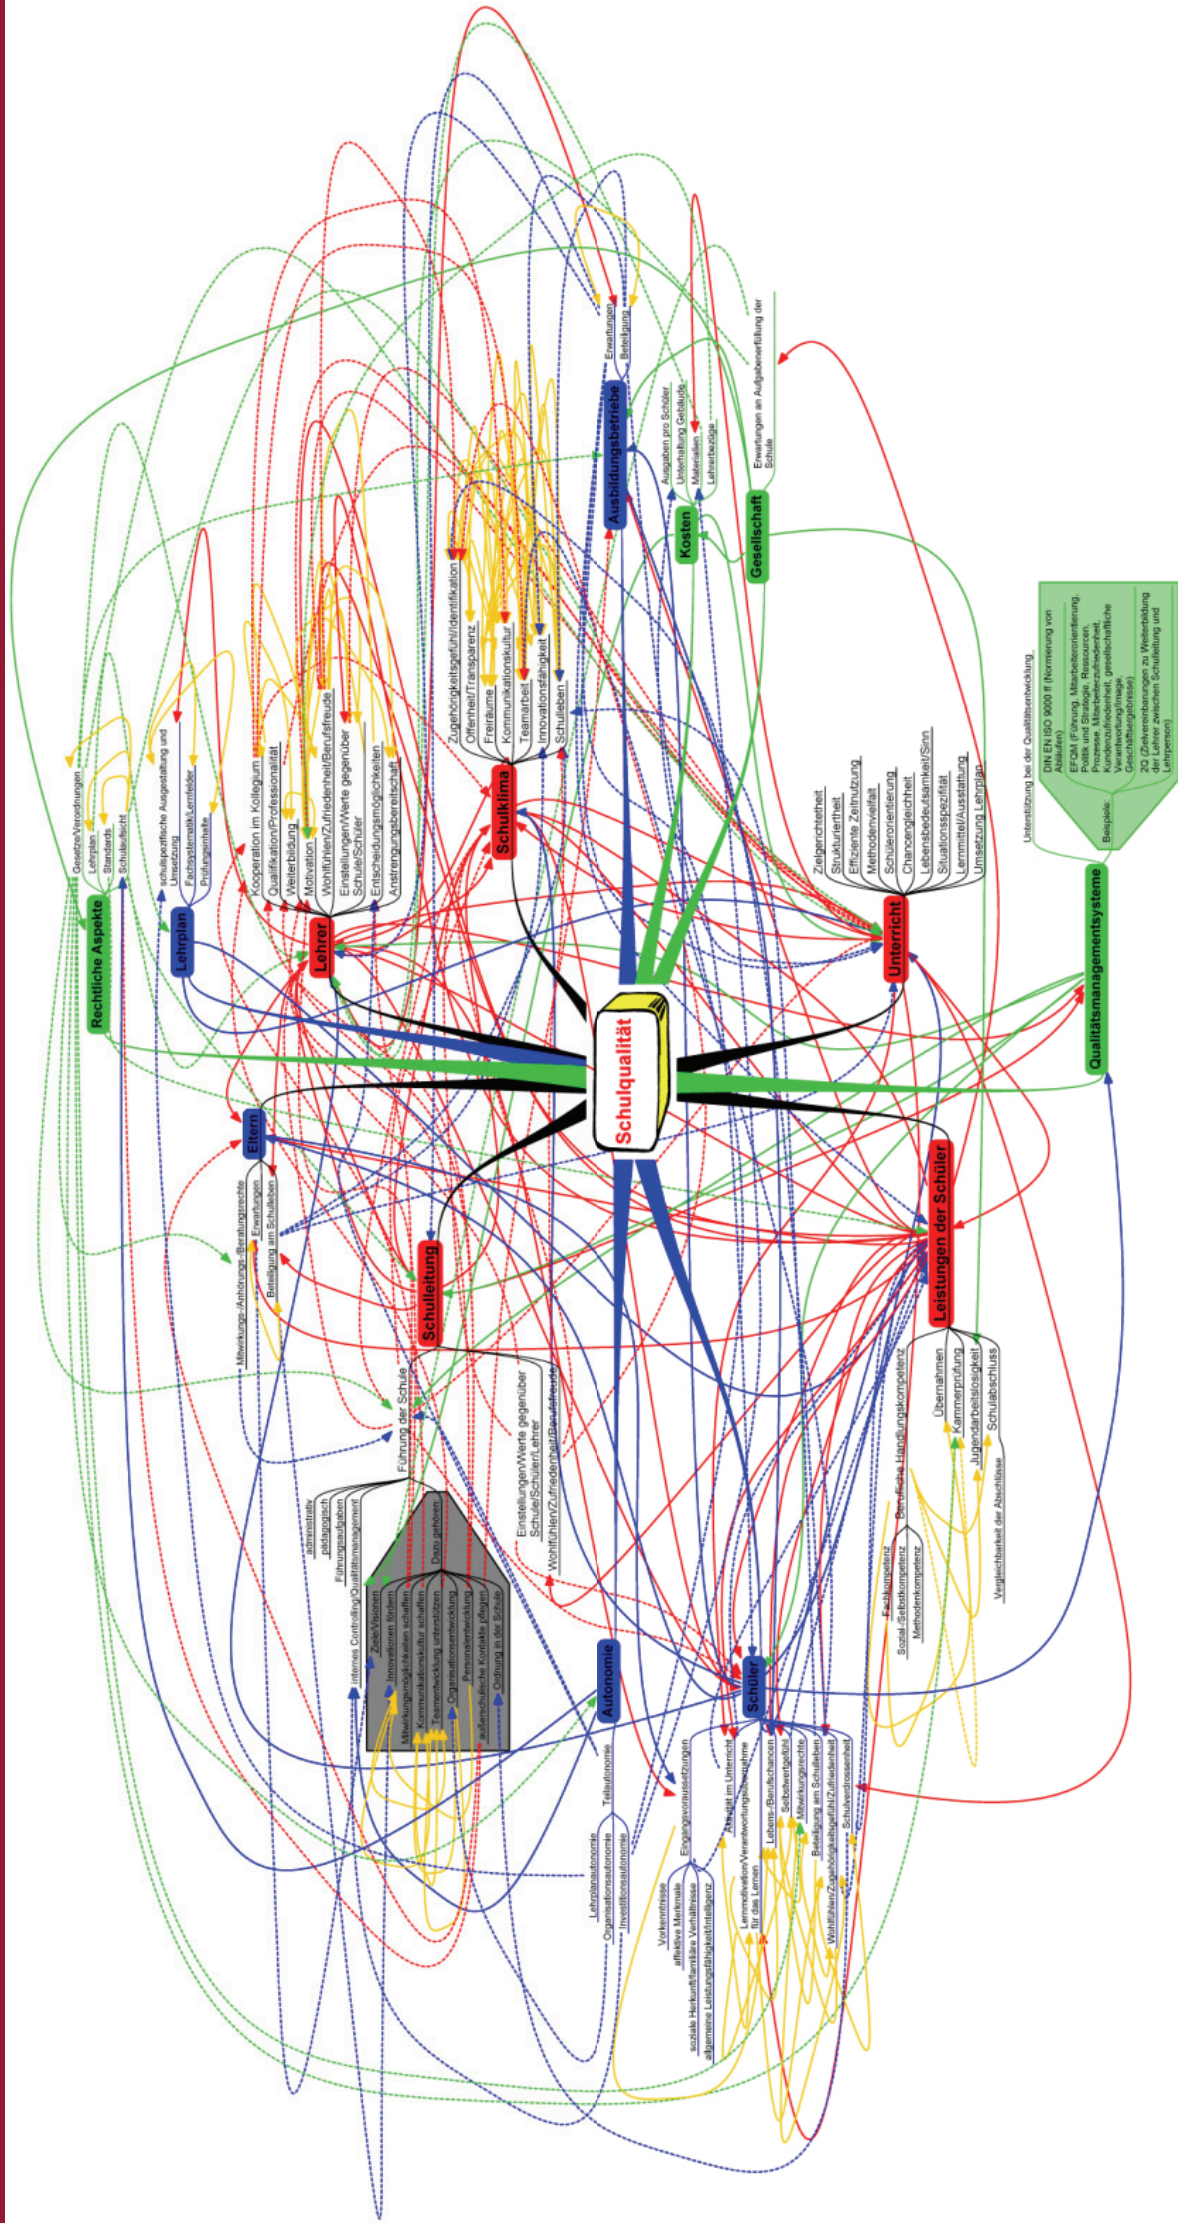 Schulqualität
Rechtliche Aspekte
Gesetze/Verordnungen
Lehrplan
Standards
Schulaufsicht
Lehrplan
schulspezifische Ausgestaltung und
Umsetzung
Fachsystematik/Lernfelder
Prüfungsinhalte
Lehrer
Kooperation im Kollegium
Qualifikation/Professionalität
Weiterbildung
Motivation
Wohlfühlen/Zufriedenheit/Berufsfreude
Einstellungen/Werte gegenüber
Schule/Schüler
Entscheidungsmöglichkeiten
Anstrengungsbereitschaft
Schulklima
Zugehörigkeitsgefühl/Identifikation
Offenheit/Transparenz
Freiräume
Kommunikationskultur
Teamarbeit
Innovationsfähigkeit
Schulleben
Ausbildungsbetriebe
Erwartungen
Beteiligung
Kosten
Ausgaben pro Schüler
Unterhaltung Gebäude
Materialien
Lehrerbezüge
Gesellschaft
Erwartungen an Aufgabenerfüllung der
Schule
Unterricht
Zielgerichtetheit
Strukturiertheit
Effiziente Zeitnutzung
Methodenvielfalt
Schülerorientierung
Chancengleichheit
Lebensbedeutsamkeit/Sinn
Situationsspezifität
Lernmittel/Ausstattung
Umsetzung Lehrplan
Qualitätsmanagementsysteme
Unterstützung bei der Qualitätsentwicklung
Beispiele:
DIN EN ISO 9000 ff (Normierung von
Abläufen)
EFQM (Führung, Mitarbeiterorientierung,
Politik und Strategie, Ressourcen,
Prozesse, Mitarbeiterzufriedenheit,
Kundenzufriedenheit, gesellschaftliche
Verantwortung/Image,
Geschäftsergebnisse)
2Q (Zielvereinbarungen zu Weiterbildung
der Lehrer zwischen Schulleitung und
Lehrperson)
Eltern
Mitwirkungs-/Anhörungs-/Beratungsrechte
Erwartungen
Beteiligung am Schulleben
Schulleitung
Führung der Schule
administrativ
pädagogisch
Führungsaufgaben
internes Controlling/Qualitätsmanagement
Dazu gehören:
Ziele/Visionen
Innovationen fördern
Mitwirkungsmöglichkeiten schaffen
Kommunikationskultur schaffen
Teamentwicklung unterstützen
Organisationsentwicklung
Personalentwicklung
außerschulische Kontakte pflegen
Ordnung in der Schule
Einstellungen/Werte gegenüber
Schule/Schüler/Lehrer
Wohlfühlen/Zufriedenheit/Berufsfreude
Autonomie
Teilautonomie
Lehrplanautonomie
Organisationsautonomie
Investitionsautonomie
Schüler
Eingangsvoraussetzungen
Vorkenntnisse
affektive Merkmale
soziale Herkunft/familiäre Verhältnisse
allgemeine Leistungsfähigkeit/Intelligenz
Aktivität im Unterricht
Lernmotivation/Verantwortungsübernahme
für das Lernen
Lebens-/Berufschancen
Selbstwertgefühl
Mitwirkungsrechte
Beteiligung am Schulleben
Wohlfühlen/Zugehörigkeitsgefühl/Zufriedenheit
Schulverdrossenheit
Leistungen der Schüler
Berufliche Handlungskompetenz
Fachkompetenz
Sozial-/Selbstkompetenz
Methodenkompetenz
Übernahmen
Kammerprüfung
Jugendarbeitslosigkeit
Schulabschluss
Vergleichbarkeit der Abschlüsse